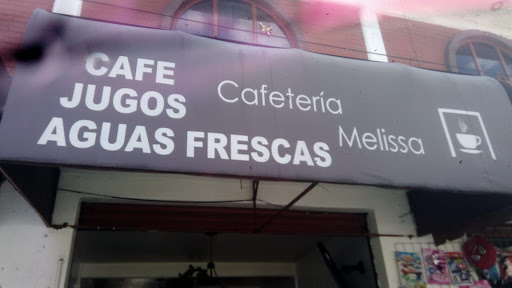 CAFE
JUGOS
AGUAS FRESCAS
Cafetería
Melissa